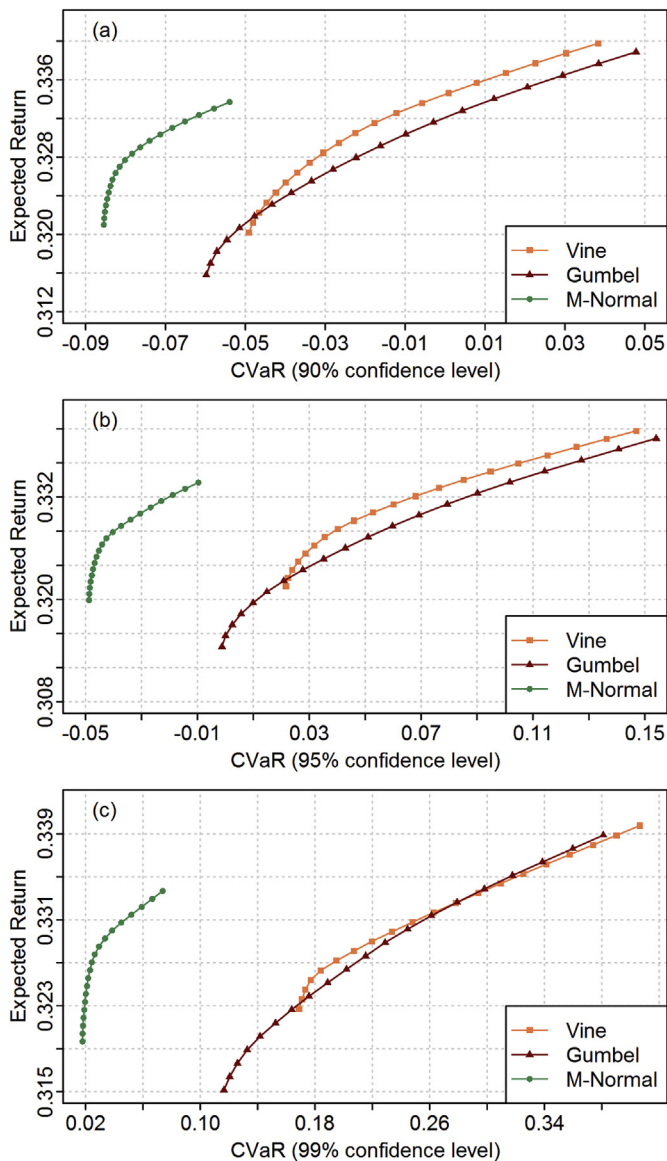 (a)
Expected Return
0.336
0.328
0.320
0.312
Vine
Gumbel
M-Normal
-0.09 -0.07 -0.05 -0.03 -0.01 0.01 0.03 0.05
CVaR (90% confidence level)
(b)
Expected Return
0.332
0.320
0.308
Vine
Gumbel
M-Normal
-0.05 -0.01 0.03 0.07 0.11 0.15
CVaR (95% confidence level)
(c)
Expected Return
0.339
0.331
0.323
0.315
Vine
Gumbel
M-Normal
0.02 0.10 0.18 0.26 0.34
CVaR (99% confidence level)